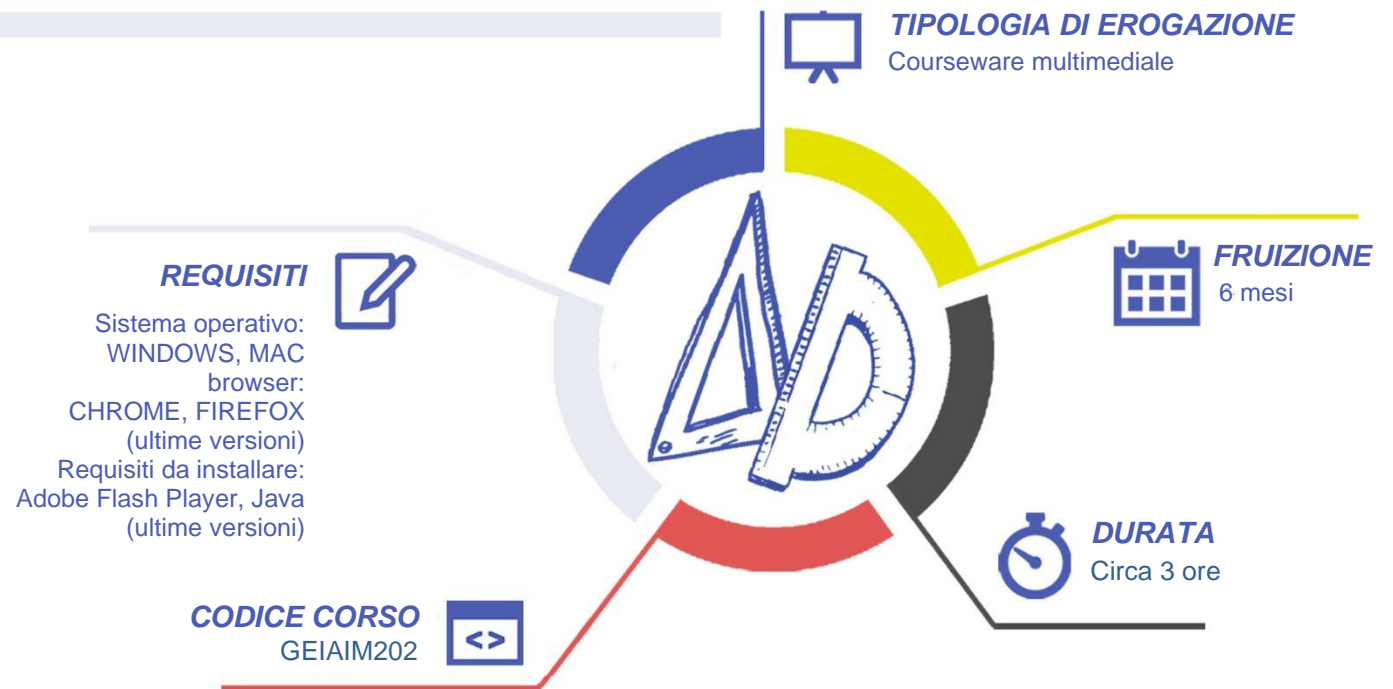 TIPOLOGIA DI EROGAZIONE
Courseware multimediale
FRUIZIONE
6 mesi
REQUISITI
Sistema operativo:
WINDOWS, MAC
browser:
CHROME, FIREFOX
(ultime versioni)
Requisiti da installare:
Adobe Flash Player, Java
(ultime versioni)
DURATA
Circa 3 ore
CODICE CORSO
GEIAIM202